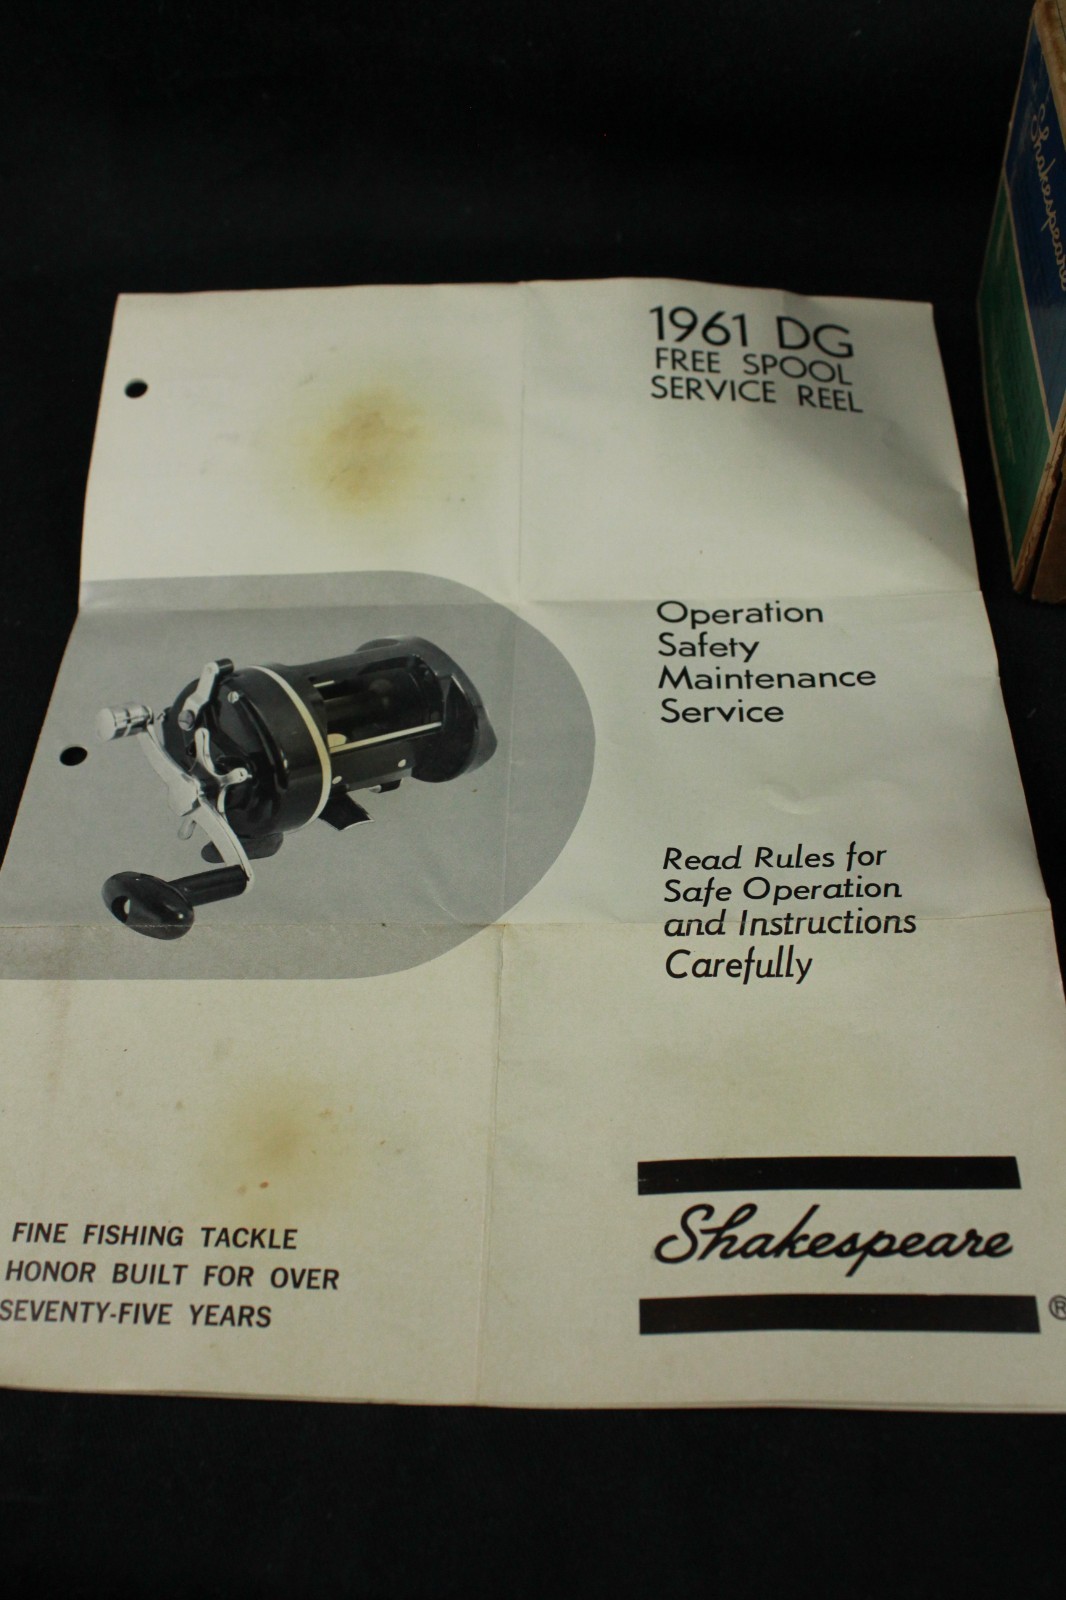 1961 DG
FREE SPOOL
SERVICE REEL
Operation
Safety
Maintenance
Service
Read Rules for
Safe Operation
and Instructions
Carefully
FINE FISHING TACKLE
HONOR BUILT FOR OVER
SEVENTY-FIVE YEARS
Shakespeare
®
Shakespeare